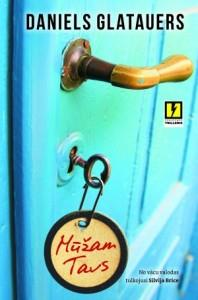 DANIELS GLATAUERS
Mūžam
Tavs
No vācu valodas
tulkojusi Silvija Brice